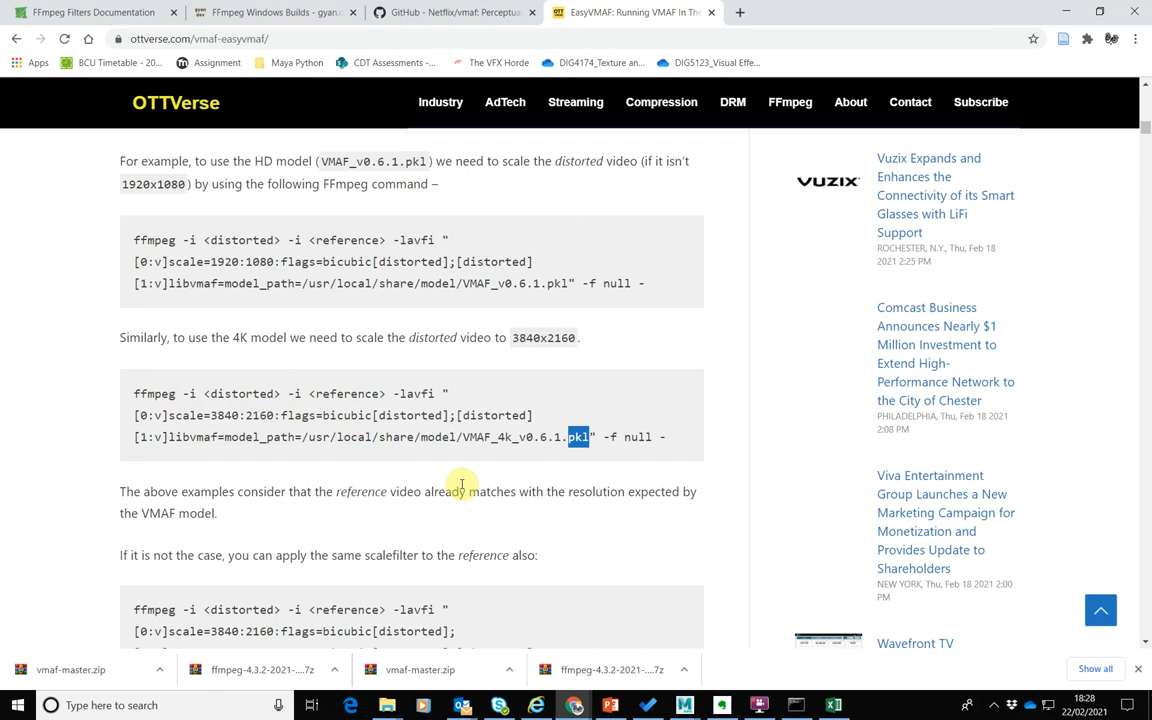 FFmpeg Filters Documentation
FFmpeg Windows Builds - gyan.d
GitHub - Netflix/vmaf: Perceptual
EasyVMAF: Running VMAF In The
ottverse.com/vmaf-easyvmaf/
Apps
BCU Timetable - 20...
Assignment
Maya Python
CDT Assessments -...
The VFX Horde
DIG4174_Texture an...
DIG5123_Visual Effe...
OTTVerse
Industry
AdTech
Streaming
Compression
DRM
FFmpeg
About
Contact
Subscribe
For example, to use the HD model ( VMAF_v0.6.1.pkl ) we need to scale the distorted video (if it isn't
1920x1080 ) by using the following FFmpeg command –
ffmpeg -i <distorted> -i <reference> -lavfi "
[0:v]scale=1920:1080:flags=bicubic[distorted];[distorted]
[1:v]libvmaf=model_path=/usr/local/share/model/VMAF_v0.6.1.pkl" -f null -
Similarly, to use the 4K model we need to scale the distorted video to 3840x2160 .
ffmpeg -i <distorted> -i <reference> -lavfi "
[0:v]scale=3840:2160:flags=bicubic[distorted];[distorted]
[1:v]libvmaf=model_path=/usr/local/share/model/VMAF_4k_v0.6.1.pkl" -f null -
The above examples consider that the reference video already matches with the resolution expected by
the VMAF model.
If it is not the case, you can apply the same scalefilter to the reference also:
ffmpeg -i <distorted> -i <reference> -lavfi "
[0:v]scale=3840:2160:flags=bicubic[distorted];
VUZIX
Vuzix Expands and
Enhances the
Connectivity of its Smart
Glasses with LiFi
Support
ROCHESTER, N.Y., Thu, Feb 18
2021 2:25 PM
Comcast Business
Announces Nearly $1
Million Investment to
Extend High-
Performance Network to
the City of Chester
PHILADELPHIA, Thu, Feb 18 2021
2:08 PM
Viva Entertainment
Group Launches a New
Marketing Campaign for
Monetization and
Provides Update to
Shareholders
NEW YORK, Thu, Feb 18 2021 2:00
PM
Wavefront TV
vmaf-master.zip
ffmpeg-4.3.2-2021-....7z
vmaf-master.zip
ffmpeg-4.3.2-2021-....7z
Show all
Type here to search
18:28
22/02/2021